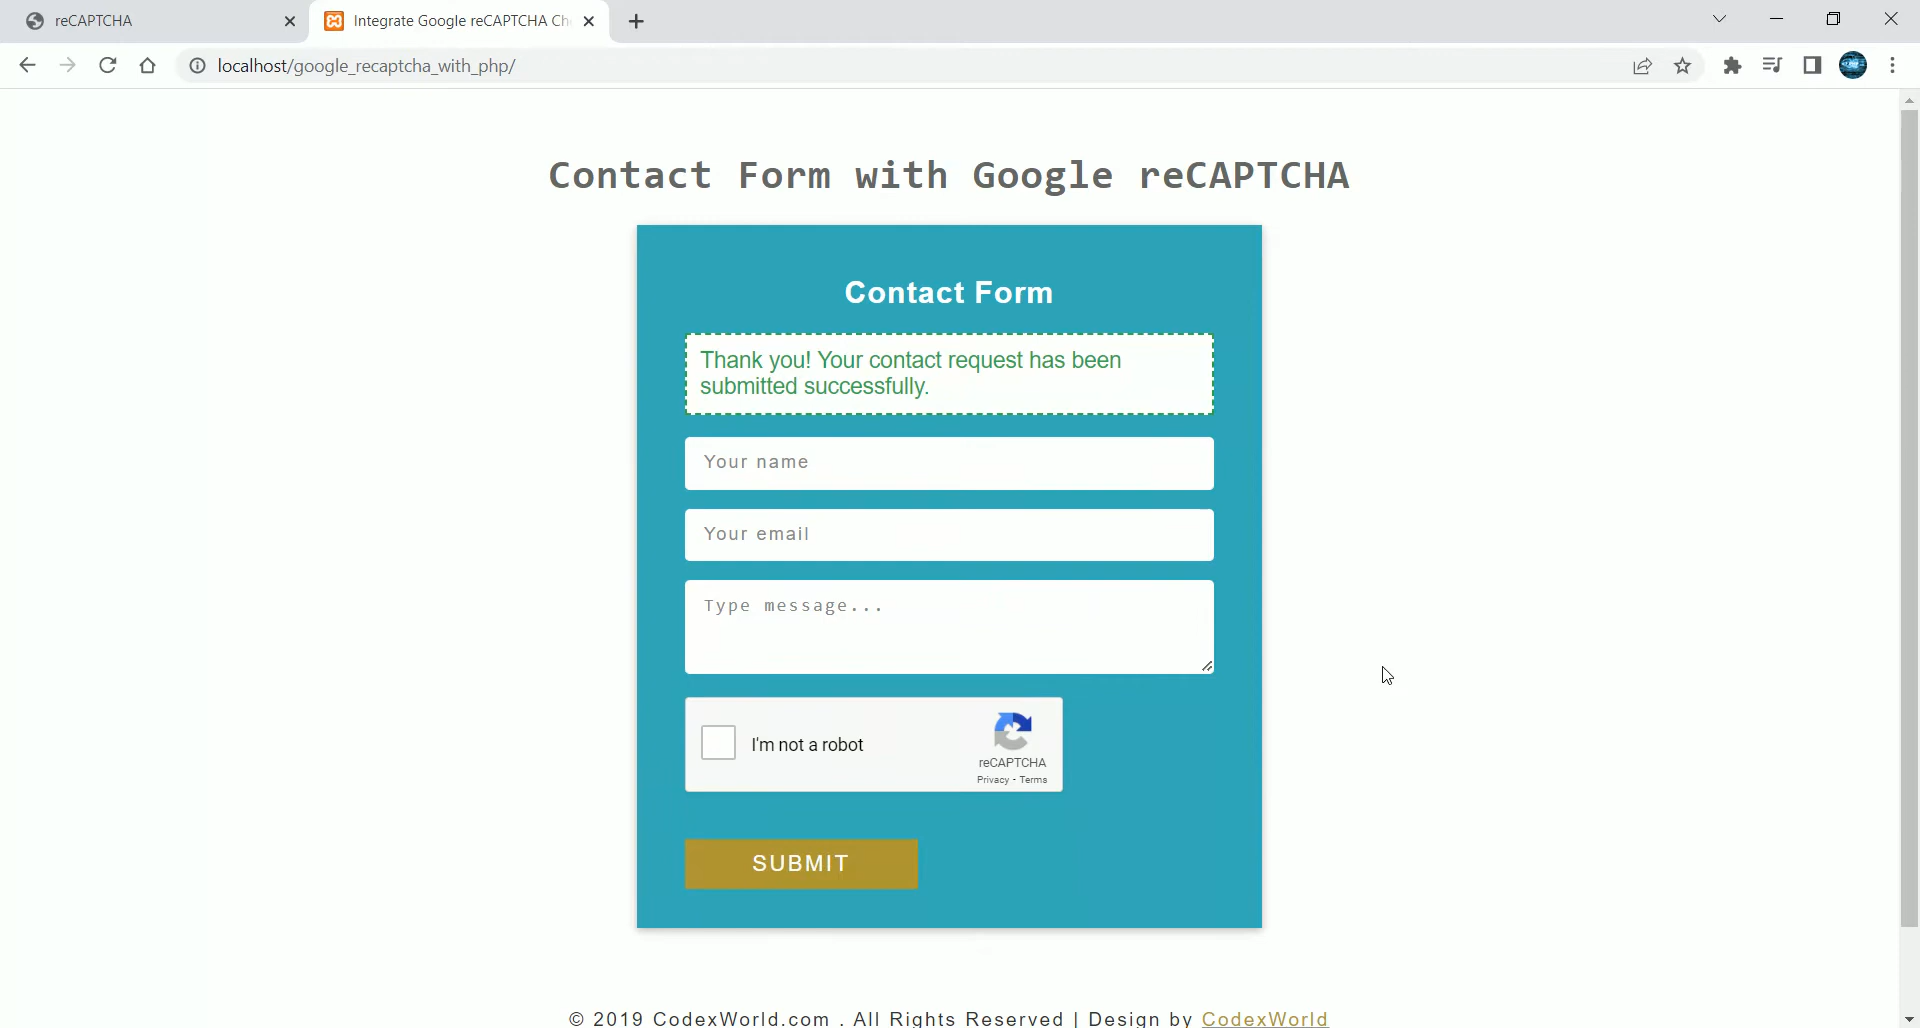 reCAPTCHA
Integrate Google reCAPTCHA Ch
localhost/google_recaptcha_with_php/
Contact Form with Google reCAPTCHA
Contact Form
Thank you! Your contact request has been
submitted successfully.
Your name
Your email
Type message...
I'm not a robot
reCAPTCHA
Privacy - Terms
SUBMIT
© 2019 CodexWorld.com . All Rights Reserved | Design by CodexWorld